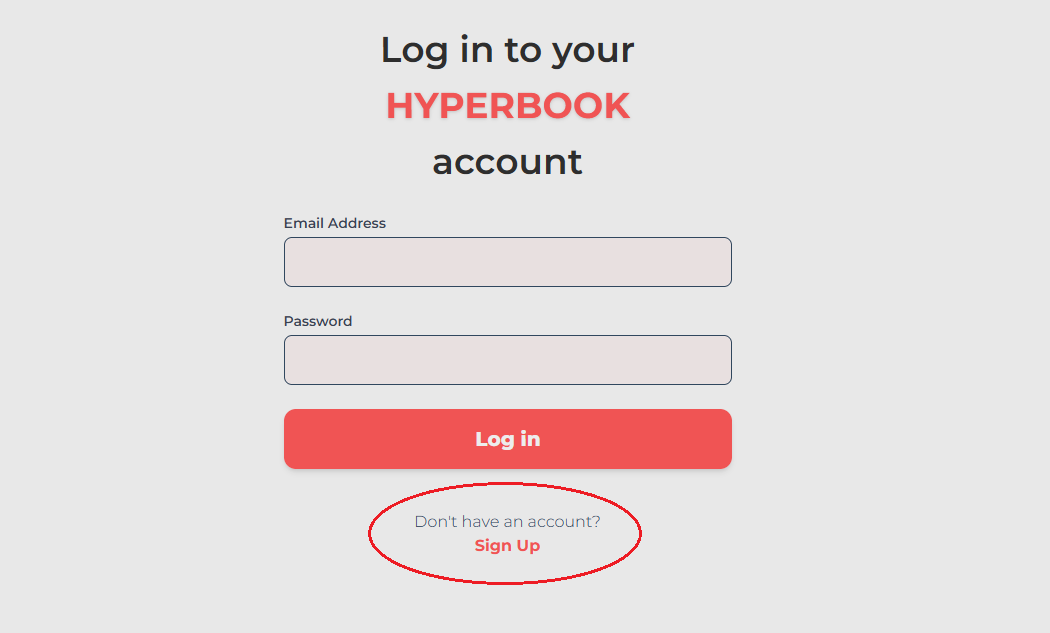 Log in to your
HYPERBOOK
account
Email Address
Password
Log in
Don't have an account?
Sign Up